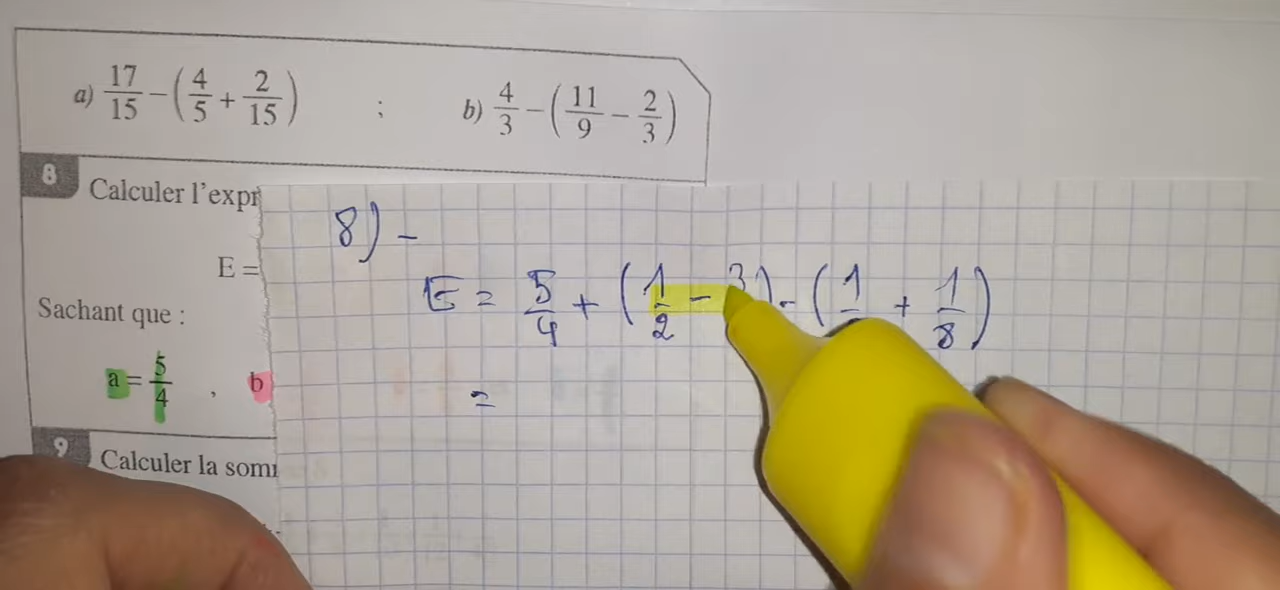 a) 17/15 − (4/5 + 2/15) ; b) 4/3 − (11/9 − 2/3)
8 Calculer l'expr
8) -
E =
E = 5/4 + (1/2 - 3) - (1 + 1/8)
Sachant que :
a = 5/4 , b
=
9 Calculer la som